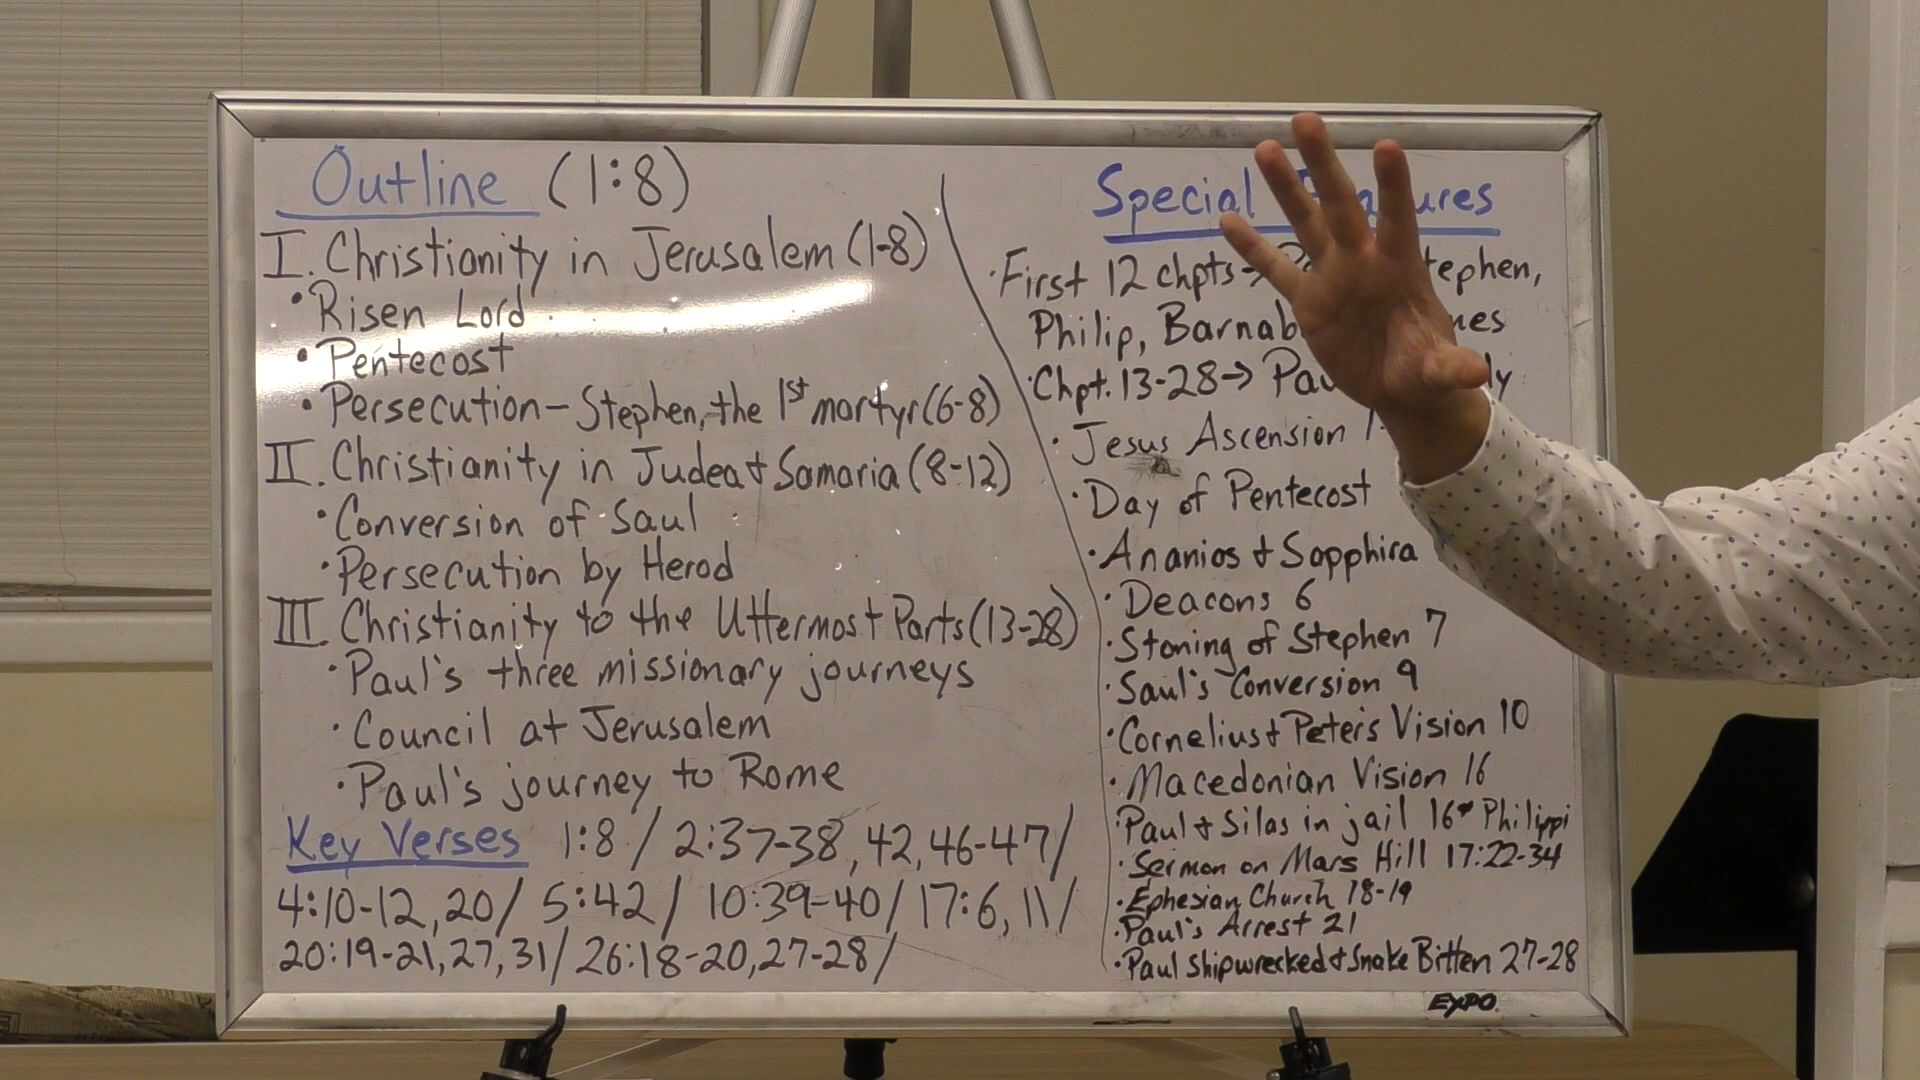 Outline (1:8)
I. Christianity in Jerusalem (1-8)
• Risen Lord
• Pentecost
• Persecution - Stephen, the 1st martyr (6-8)
II. Christianity in Judea & Samaria (8-12)
• Conversion of Saul
• Persecution by Herod
III. Christianity to the Uttermost Parts (13-28)
• Paul's three missionary journeys
• Council at Jerusalem
• Paul's journey to Rome
Key Verses 1:8 / 2:37-38, 42, 46-47 /
4:10-12, 20 / 5:42 / 10:39-40 / 17:6, 11 /
20:19-21, 27, 31 / 26:18-20, 27-28 /
Special
• First 12 chpts →
Philip,
• Chpt. 13-28 →
• Jesus Ascension
• Day of Pentecost
• Ananias & Sapphira
• Deacons 6
• Stoning of Stephen 7
• Saul's Conversion 9
• Cornelius & Peter's Vision 10
• Macedonian Vision 16
• Paul & Silas in jail 16 • Philippi
• Sermon on Mars Hill 17:22-34
• Ephesian Church 18-19
• Paul's Arrest 21
• Paul Shipwrecked & Snake Bitten 27-28
EXPO